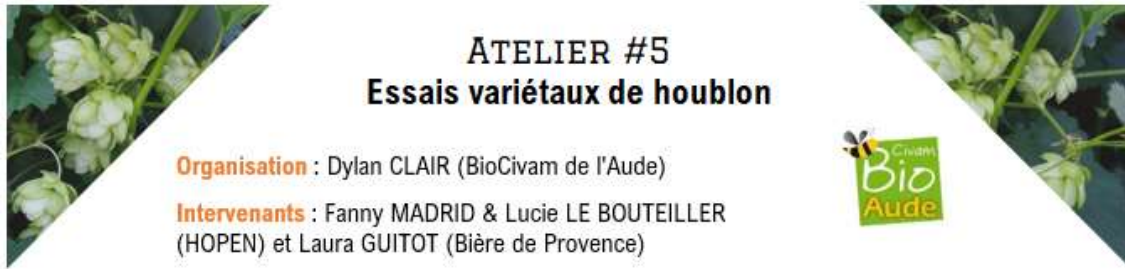 ATELIER #5
Essais variétaux de houblon
Organisation : Dylan CLAIR (BioCivam de l'Aude)
Intervenants : Fanny MADRID & Lucie LE BOUTEILLER
(HOPEN) et Laura GUITOT (Bière de Provence)
Civam
Bio
Aude